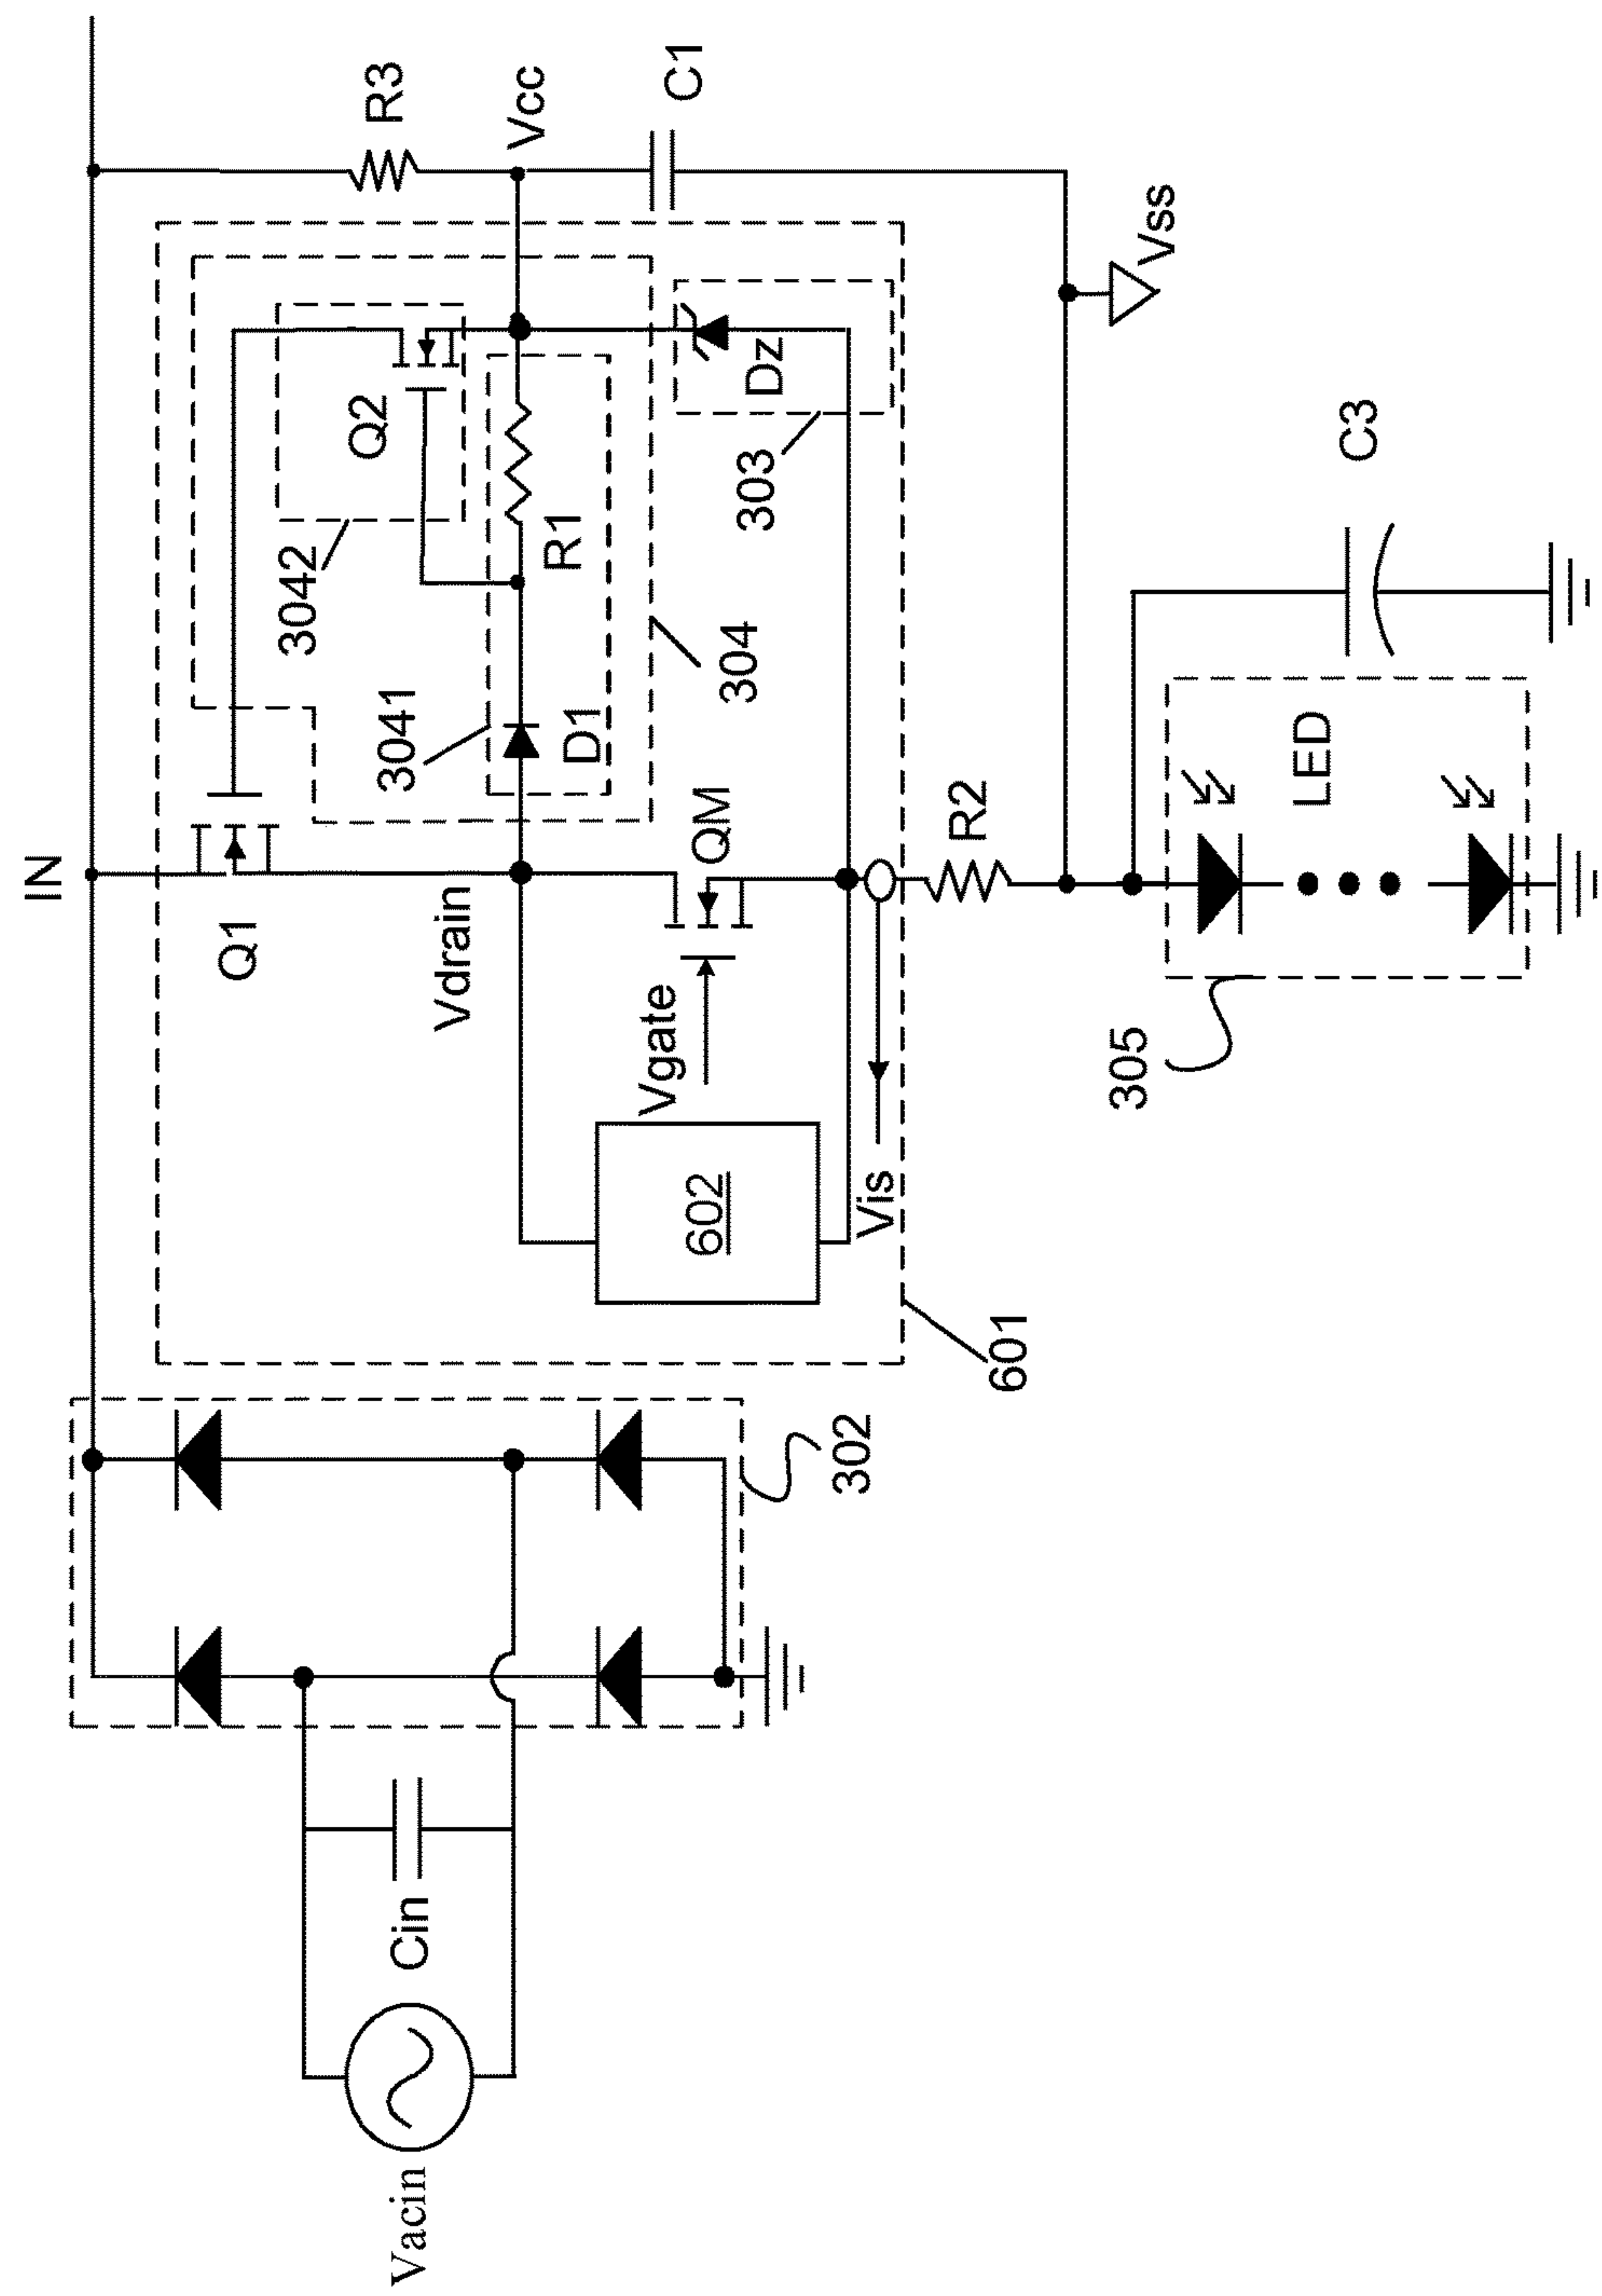 IN
R3
Vcc
C1
Q1
3042
Q2
3041
R1
D1
304
303
Dz
Vdrain
QM
Vgate
602
Vis
R2
Vss
C3
LED
305
601
302
Cin
Vacin